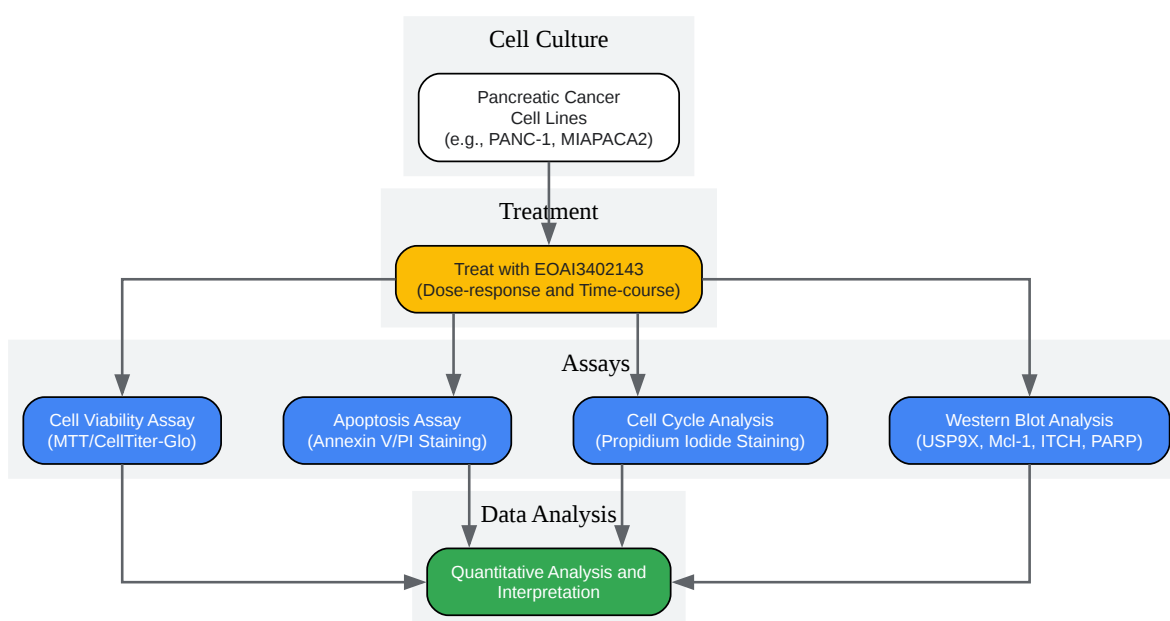 Cell Culture
Pancreatic Cancer
Cell Lines
(e.g., PANC-1, MIAPACA2)
Treatment
Treat with EOAI3402143
(Dose-response and Time-course)
Assays
Cell Viability Assay
(MTT/CellTiter-Glo)
Apoptosis Assay
(Annexin V/PI Staining)
Cell Cycle Analysis
(Propidium Iodide Staining)
Western Blot Analysis
(USP9X, Mcl-1, ITCH, PARP)
Data Analysis
Quantitative Analysis and
Interpretation